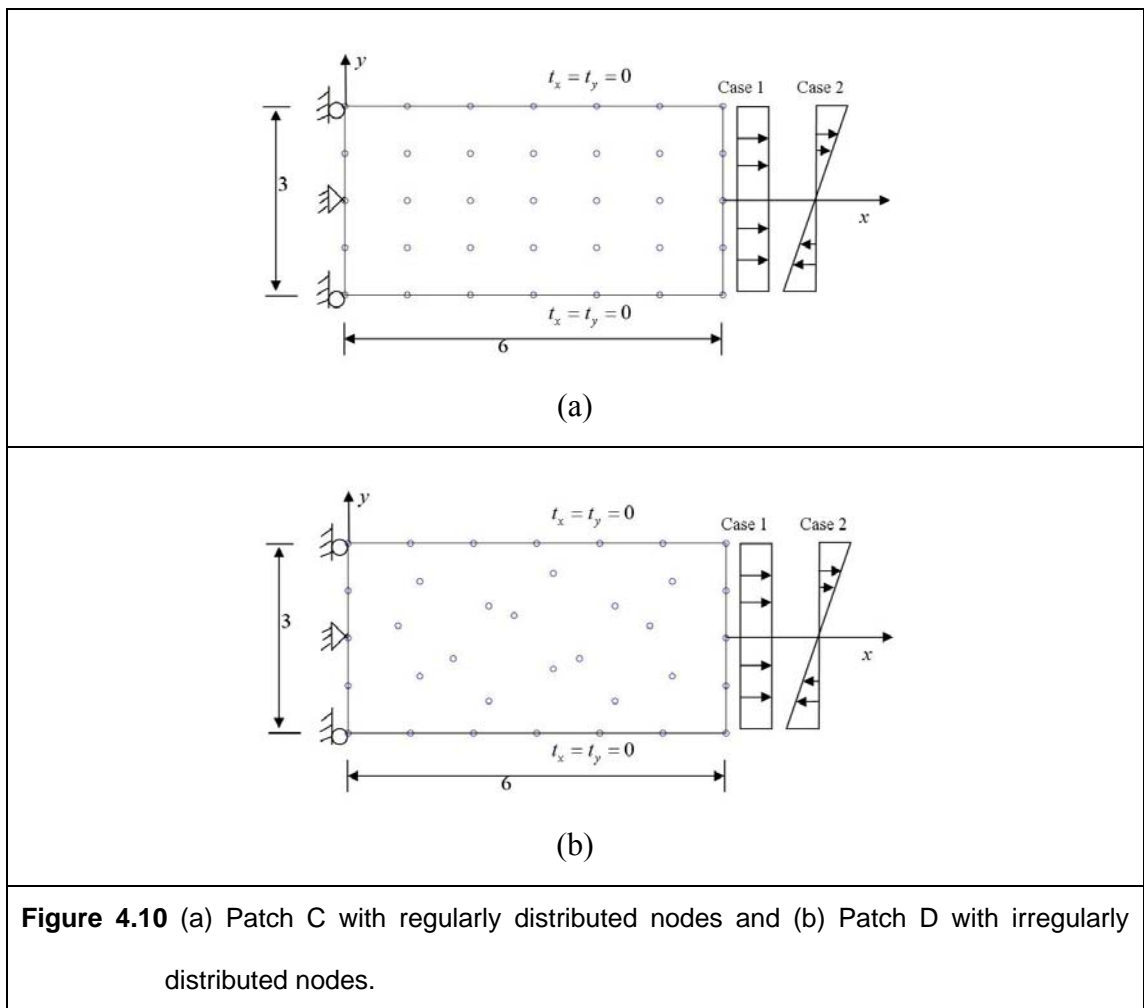 y
t_x = t_y = 0
Case 1 Case 2
3
x
t_x = t_y = 0
6
(a)
y
t_x = t_y = 0
Case 1 Case 2
3
x
t_x = t_y = 0
6
(b)
Figure 4.10 (a) Patch C with regularly distributed nodes and (b) Patch D with irregularly
distributed nodes.